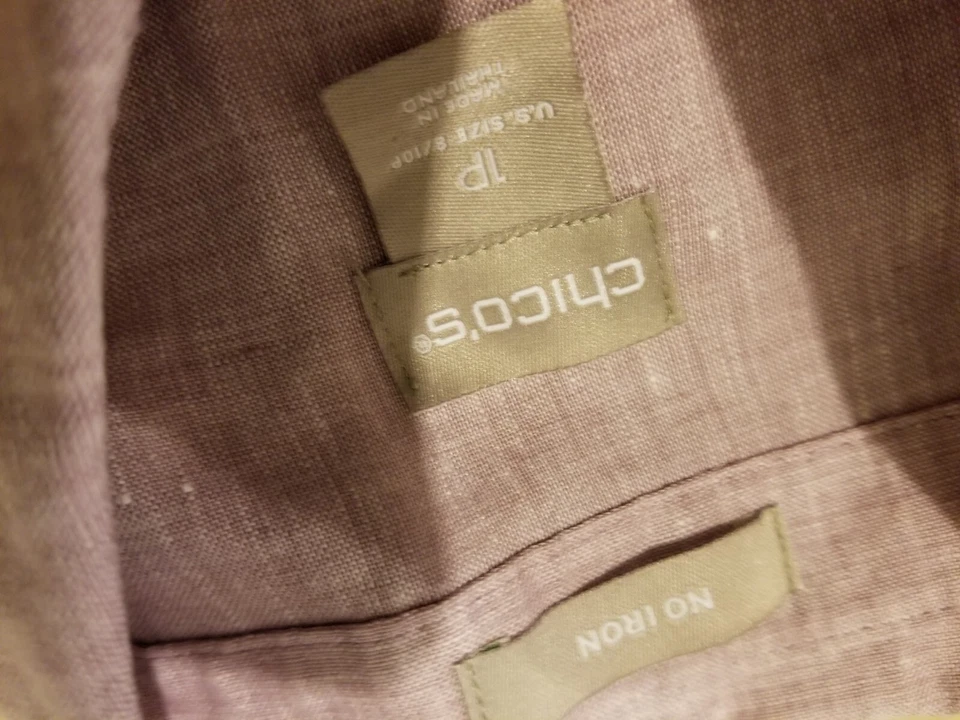 chico's®
1P
U.S. SIZE 8/10P
MADE IN
THAILAND
NO IRON